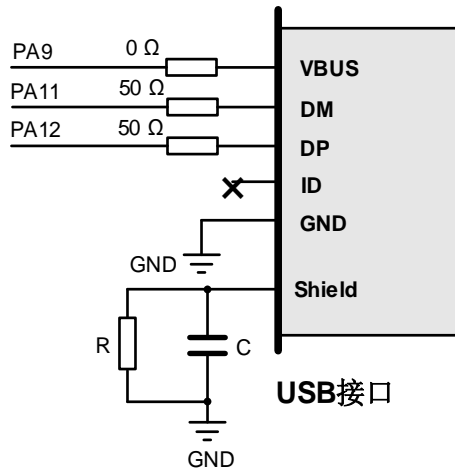 PA9 0 Ω VBUS
PA11 50 Ω DM
PA12 50 Ω DP
ID
GND
GND
Shield
R C
USB接口
GND